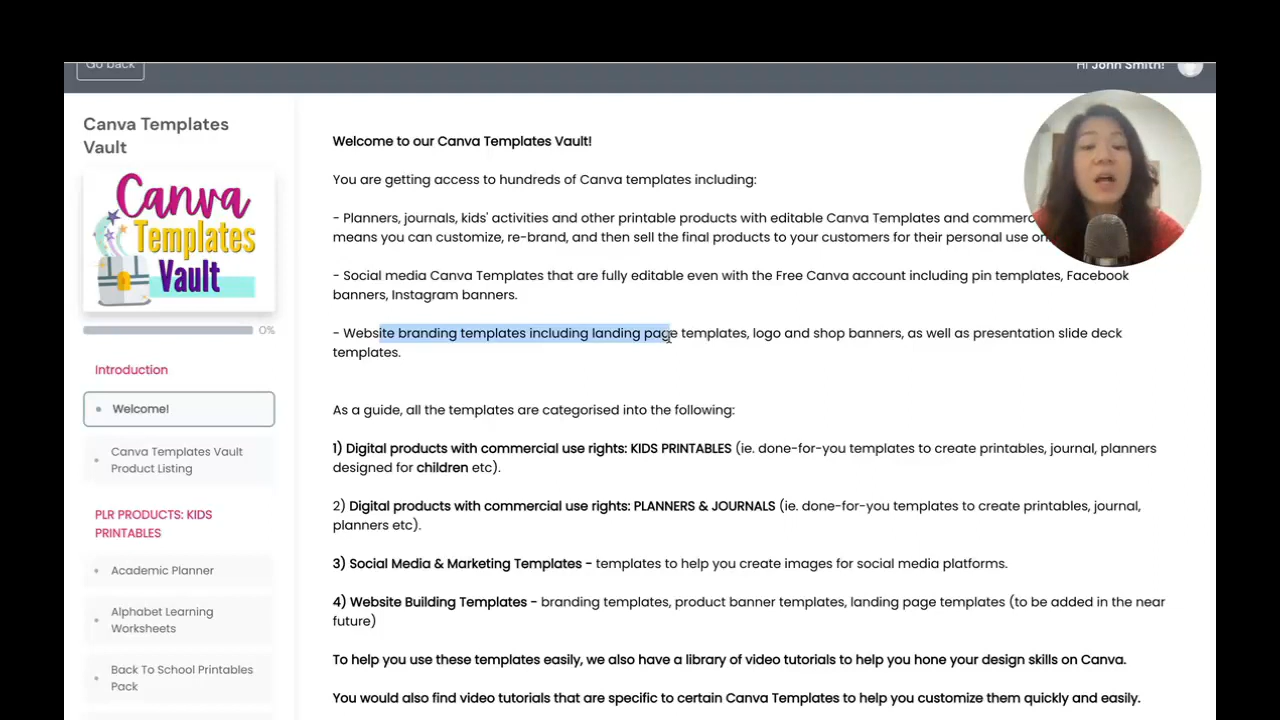 Go back
Hi John Smith!
Canva Templates
Vault
Canva
Templates
Vault
0%
Introduction
Welcome!
Canva Templates Vault
Product Listing
PLR PRODUCTS: KIDS
PRINTABLES
Academic Planner
Alphabet Learning
Worksheets
Back To School Printables
Pack
Welcome to our Canva Templates Vault!
You are getting access to hundreds of Canva templates including:
- Planners, journals, kids' activities and other printable products with editable Canva Templates and
means you can customize, re-brand, and then sell the final products to your customers for their personal use
- Social media Canva Templates that are fully editable even with the Free Canva account including pin templates, Facebook
banners, Instagram banners.
- Website branding templates including landing page templates, logo and shop banners, as well as presentation slide deck
templates.
As a guide, all the templates are categorised into the following:
1) Digital products with commercial use rights: KIDS PRINTABLES (ie. done-for-you templates to create printables, journal, planners
designed for children etc).
2) Digital products with commercial use rights: PLANNERS & JOURNALS (ie. done-for-you templates to create printables, journal,
planners etc).
3) Social Media & Marketing Templates - templates to help you create images for social media platforms.
4) Website Building Templates - branding templates, product banner templates, landing page templates (to be added in the near
future)
To help you use these templates easily, we also have a library of video tutorials to help you hone your design skills on Canva.
You would also find video tutorials that are specific to certain Canva Templates to help you customize them quickly and easily.